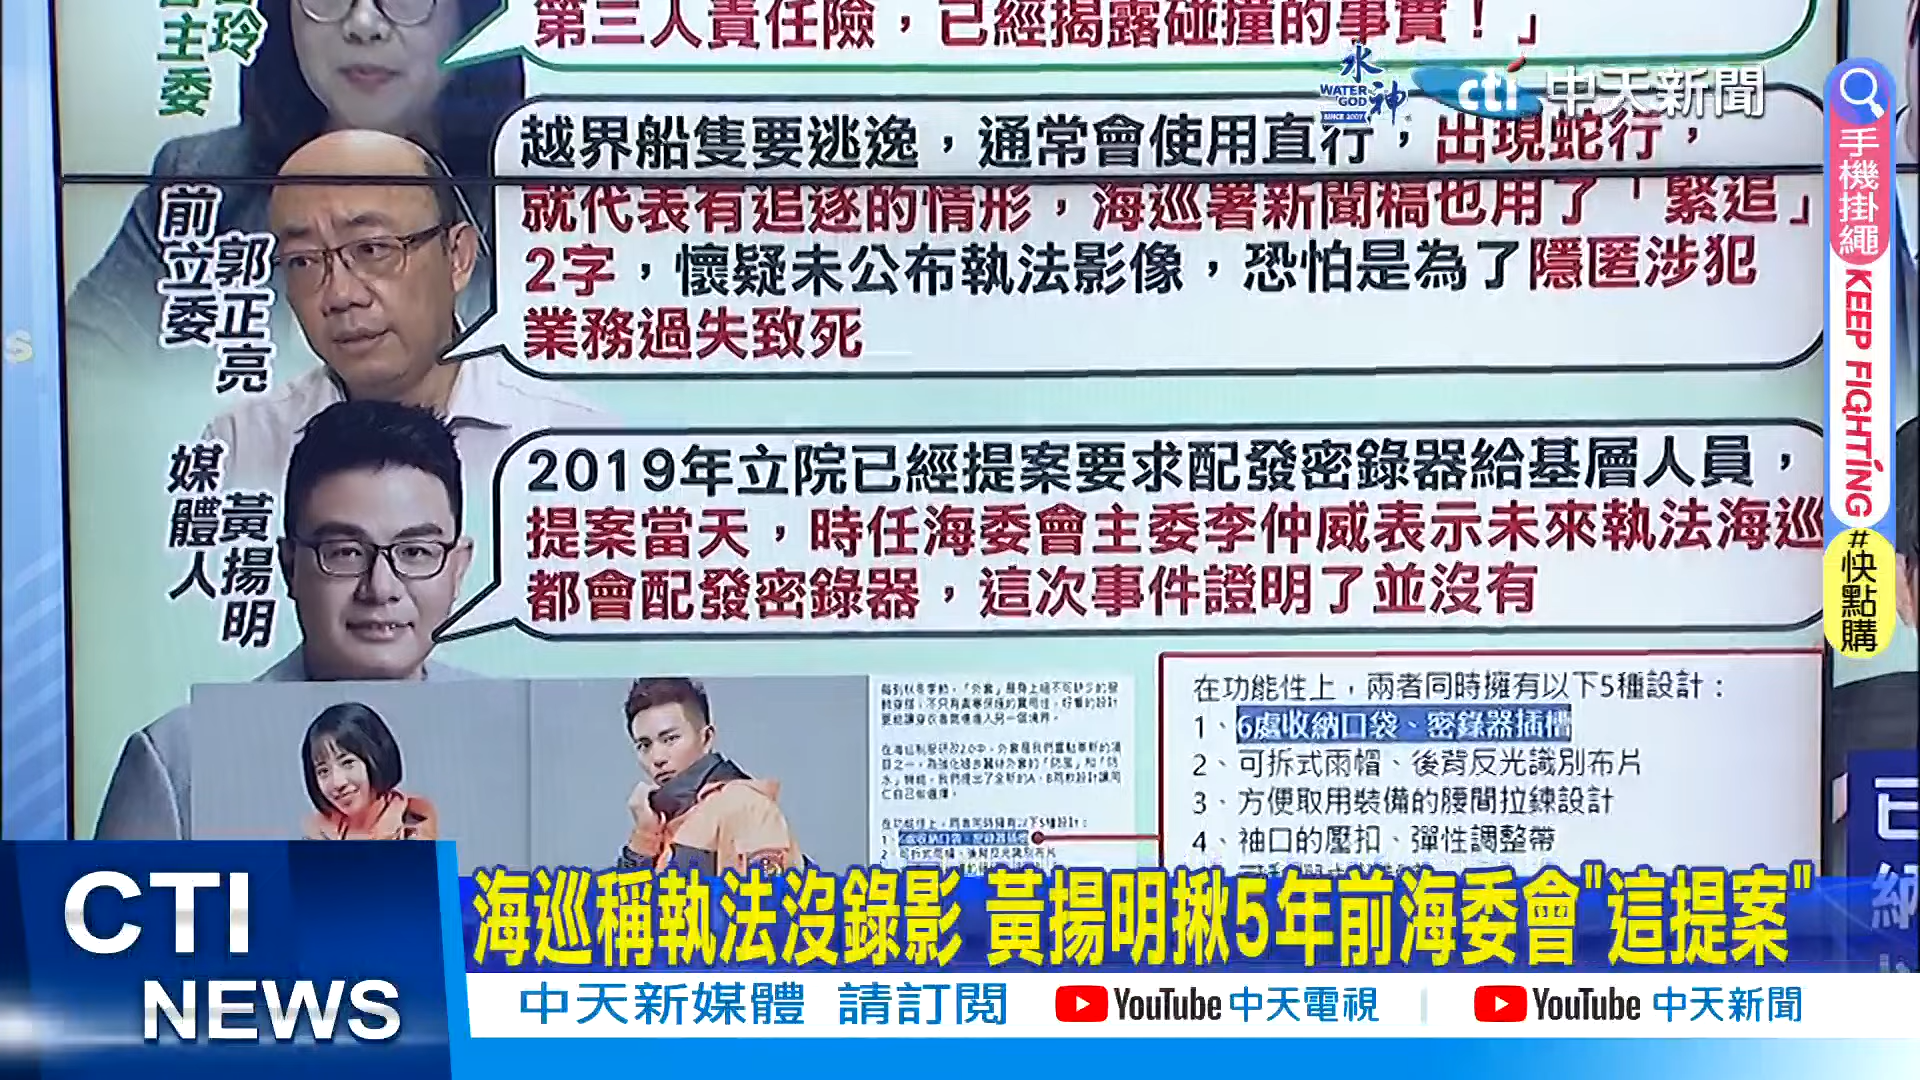 主委
玲
第三人責任險，已經揭露碰撞的事實！」
水神
WATER GOD
SINCE 2007
cti 中天新聞
前立委
郭正亮
越界船隻要逃逸，通常會使用直行，出現蛇行，
就代表有追逐的情形，海巡署新聞稿也用了「緊追」
2字，懷疑未公布執法影像，恐怕是為了隱匿涉犯
業務過失致死
媒體人
黃揚明
2019年立院已經提案要求配發密錄器給基層人員，
提案當天，時任海委會主委李仲威表示未來執法海巡
都會配發密錄器，這次事件證明了並沒有
在功能性上，兩者同時擁有以下5種設計：
1、6處收納口袋、密錄器插槽
2、可拆式雨帽、後背反光識別布片
3、方便取用裝備的腰間拉鍊設計
4、袖口的壓扣、彈性調整帶
手機掛繩
KEEP FIGHTING
#快點購
CTI NEWS
海巡稱執法沒錄影 黃揚明揪5年前海委會"這提案"
中天新媒體 請訂閱 YouTube 中天電視 | YouTube 中天新聞